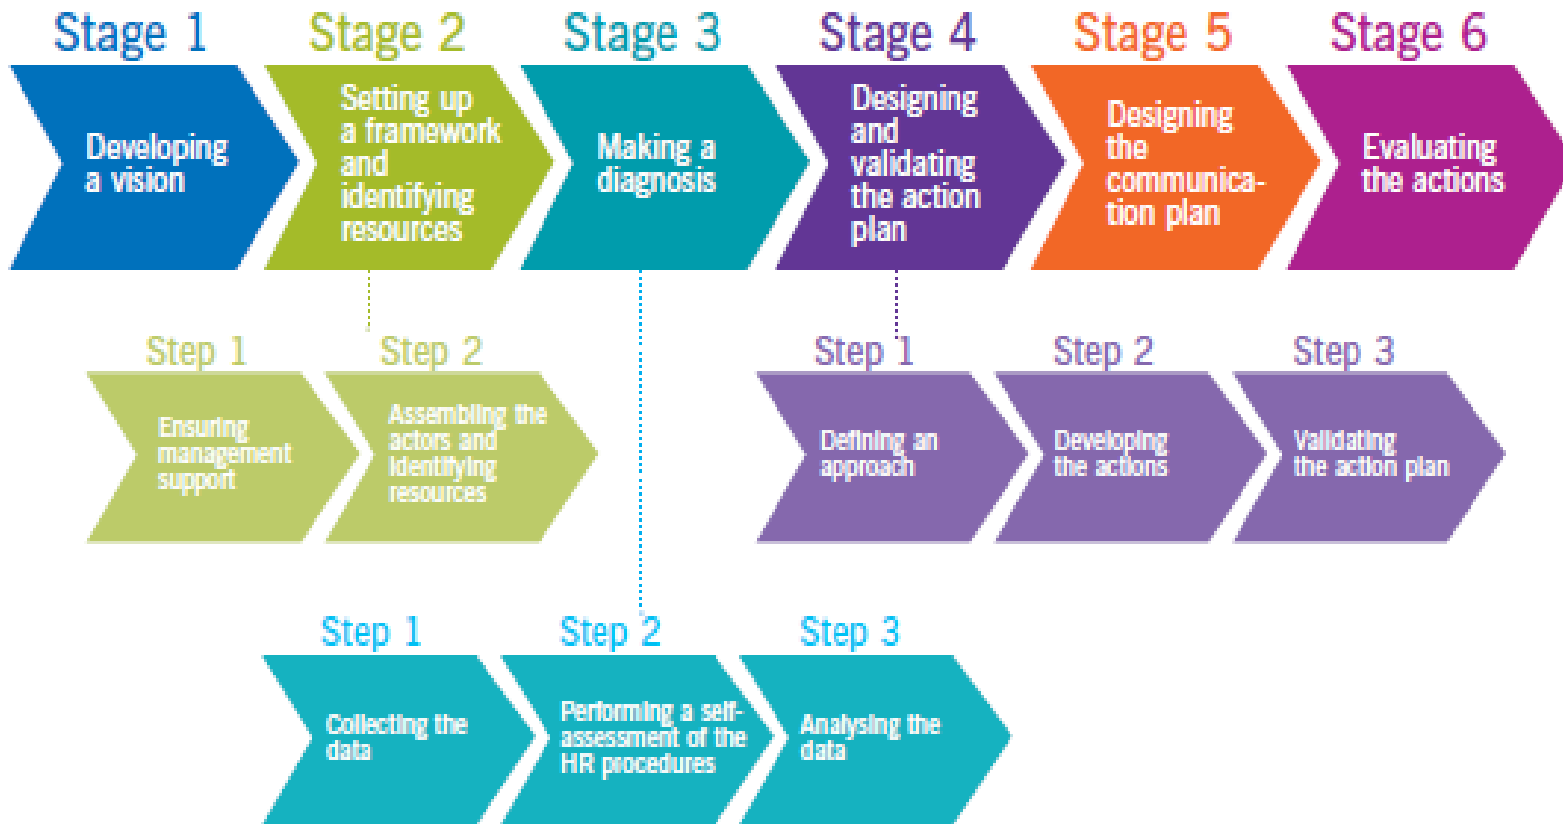 Stage 1
Developing
a vision
Stage 2
Setting up
a framework
and
identifying
resources
Stage 3
Making a
diagnosis
Stage 4
Designing
and
validating
the action
plan
Stage 5
Designing
the
communica-
tion plan
Stage 6
Evaluating
the actions
Step 1
Ensuring
management
support
Step 2
Assembling the
actors and
identifying
resources
Step 1
Defining an
approach
Step 2
Developing
the actions
Step 3
Validating
the action plan
Step 1
Collecting the
data
Step 2
Performing a self-
assessment of the
HR procedures
Step 3
Analysing the
data